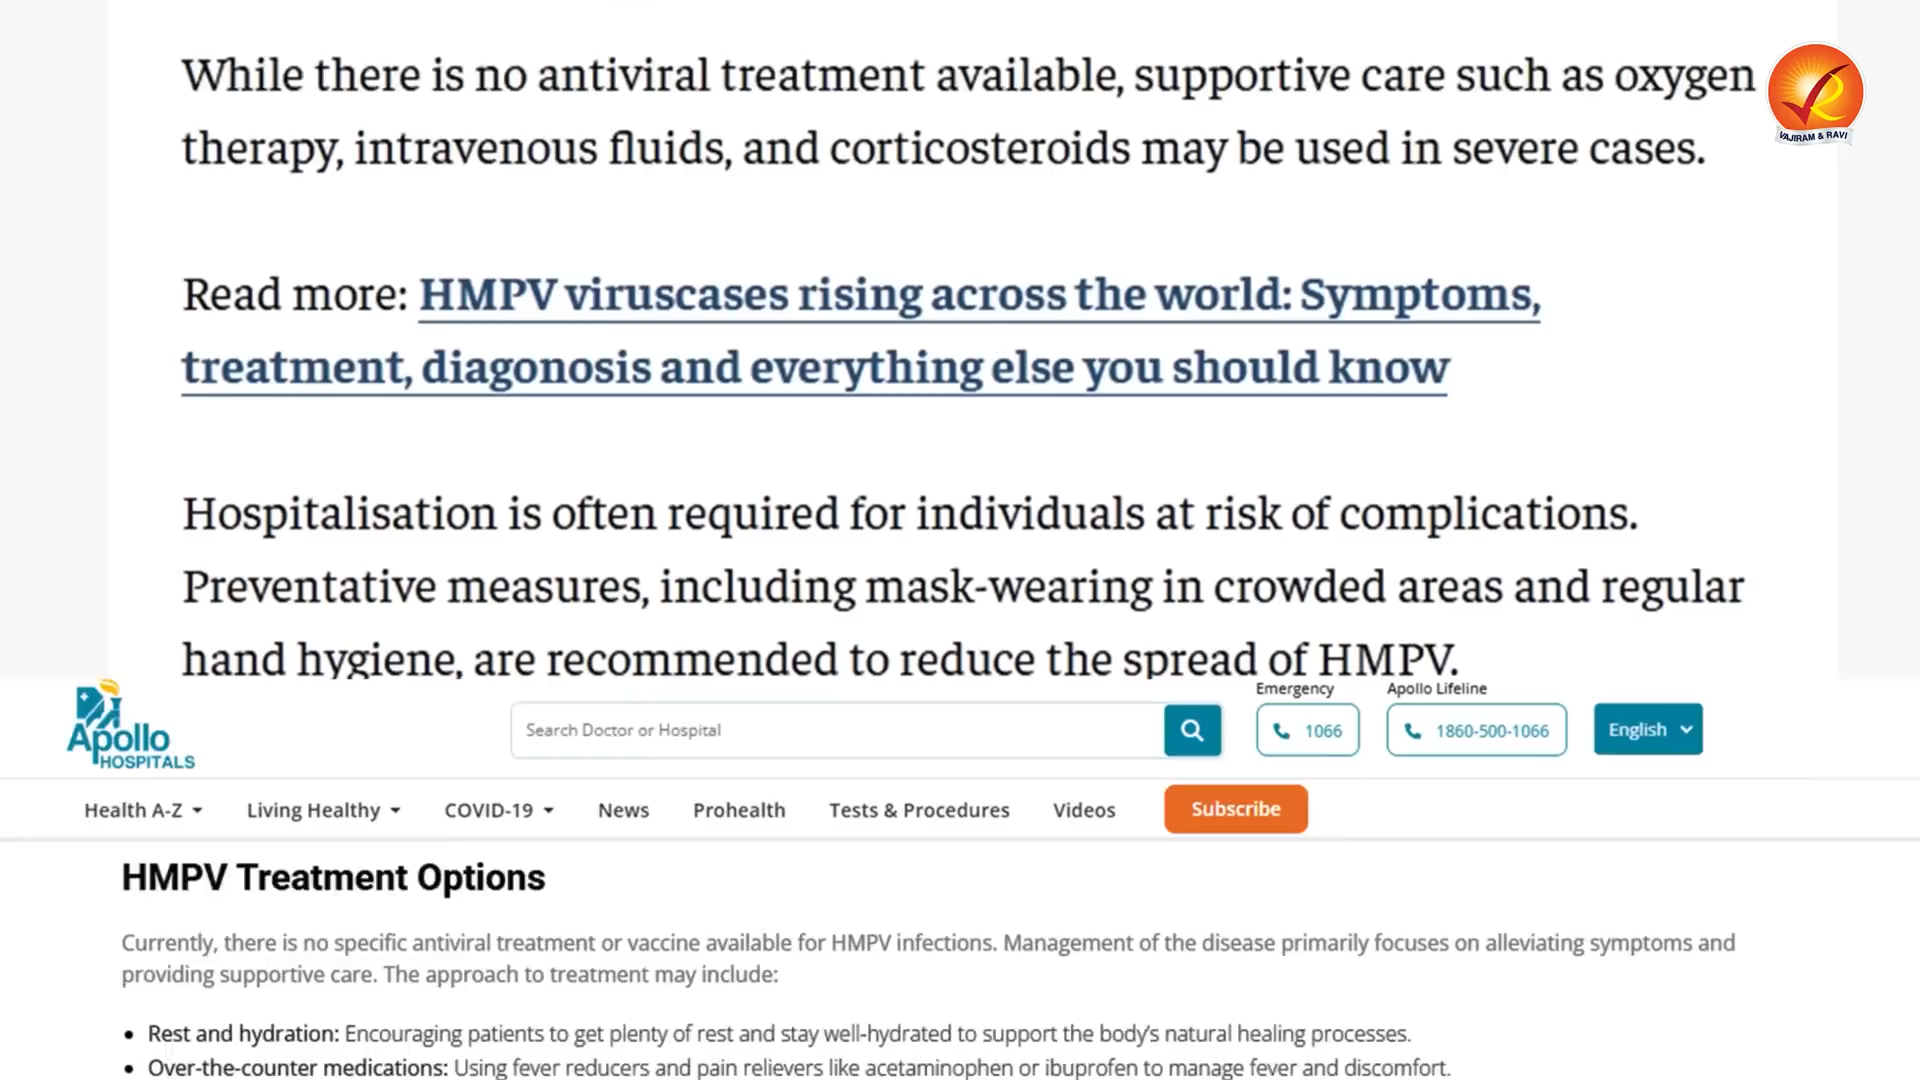 While there is no antiviral treatment available, supportive care such as oxygen
therapy, intravenous fluids, and corticosteroids may be used in severe cases.
VAJIRAM & RAVI
Read more: HMPV viruscases rising across the world: Symptoms,
treatment, diagonosis and everything else you should know
Hospitalisation is often required for individuals at risk of complications.
Preventative measures, including mask-wearing in crowded areas and regular
hand hygiene, are recommended to reduce the spread of HMPV.
Apollo
HOSPITALS
Search Doctor or Hospital
Emergency
1066
Apollo Lifeline
1860-500-1066
English
Health A-Z
Living Healthy
COVID-19
News
Prohealth
Tests & Procedures
Videos
Subscribe
HMPV Treatment Options
Currently, there is no specific antiviral treatment or vaccine available for HMPV infections. Management of the disease primarily focuses on alleviating symptoms and
providing supportive care. The approach to treatment may include:
• Rest and hydration: Encouraging patients to get plenty of rest and stay well-hydrated to support the body's natural healing processes.
• Over-the-counter medications: Using fever reducers and pain relievers like acetaminophen or ibuprofen to manage fever and discomfort.